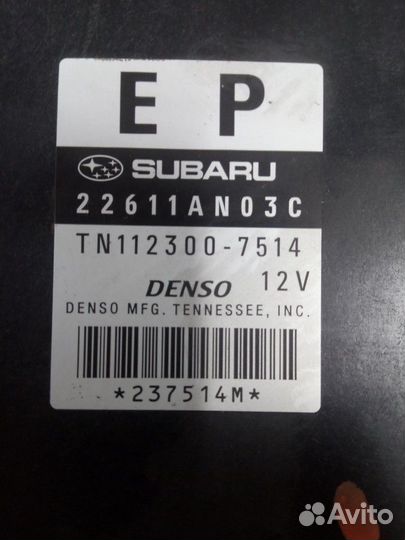 E P
SUBARU
22611AN03C
TN112300-7514
DENSO 12V
DENSO MFG. TENNESSEE, INC.
*237514M*
Avito